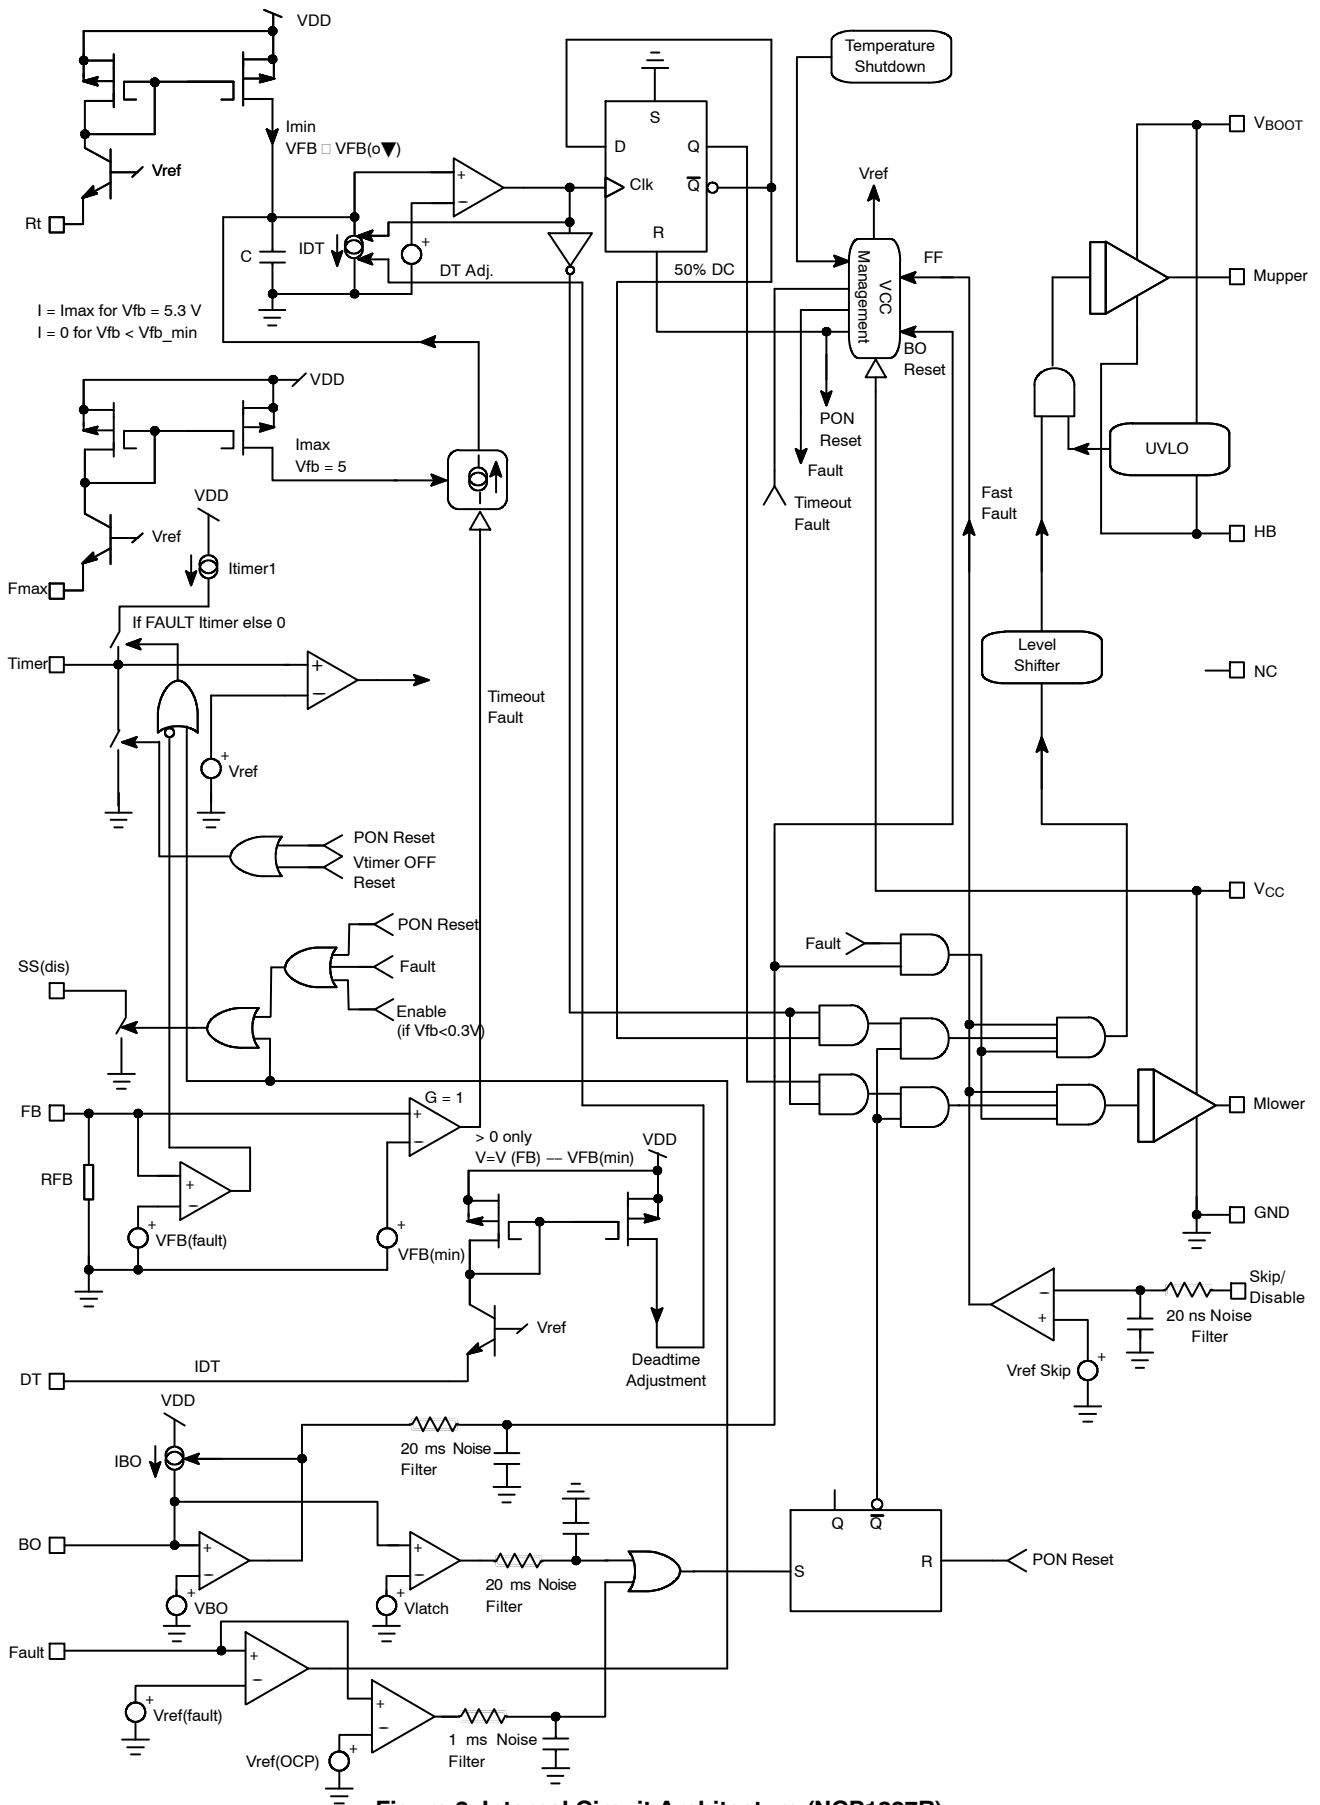 VDD
Imin
VFB □ VFB(o▼)
Vref
Rt
C
IDT
+
−
+
DT Adj.
S
D
Q
Clk
Q
R
50% DC
Temperature
Shutdown
Vref
VCC
Management
FF
BO
Reset
PON
Reset
Fault
Timeout
Fault
VBOOT
Mupper
UVLO
HB
I = Imax for Vfb = 5.3 V
I = 0 for Vfb < Vfb_min
VDD
Imax
Vfb = 5
VDD
Vref
Itimer1
Fmax
If FAULT Itimer else 0
Timer
+
−
+
Vref
Timeout
Fault
Fast
Fault
Level
Shifter
NC
PON Reset
Vtimer OFF
Reset
VCC
PON Reset
Fault
Enable
(if Vfb<0.3V)
SS(dis)
Fault
FB
G = 1
+
−
> 0 only
V=V (FB) −− VFB(min)
VDD
Mlower
RFB
+
−
+
VFB(fault)
+
VFB(min)
GND
Vref
Deadtime
Adjustment
DT
IDT
−
+
Skip/
Disable
20 ns Noise
Filter
Vref Skip
+
VDD
IBO
20 ms Noise
Filter
BO
+
−
+
VBO
+
−
+
Vlatch
20 ms Noise
Filter
Q
Q
S
R
PON Reset
Fault
+
−
+
Vref(fault)
+
−
Vref(OCP)
+
1 ms Noise
Filter